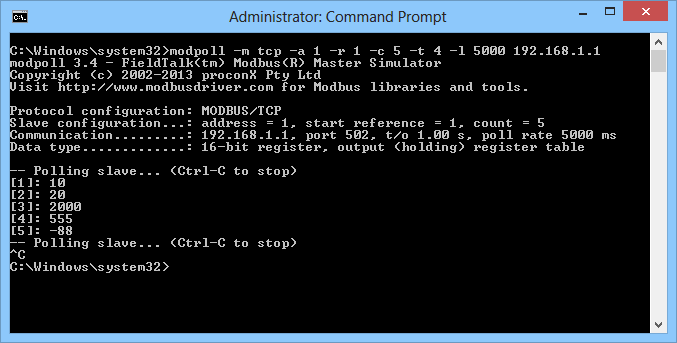 Administrator: Command Prompt
C:\Windows\system32>modpoll -m tcp -a 1 -r 1 -c 5 -t 4 -l 5000 192.168.1.1
modpoll 3.4 - FieldTalk(tm) Modbus(R) Master Simulator
Copyright (c) 2002-2013 proconX Pty Ltd
Visit http://www.modbusdriver.com for Modbus libraries and tools.
Protocol configuration: MODBUS/TCP
Slave configuration...: address = 1, start reference = 1, count = 5
Communication.........: 192.168.1.1, port 502, t/o 1.00 s, poll rate 5000 ms
Data type.............: 16-bit register, output (holding) register table
-- Polling slave... (Ctrl-C to stop)
[1]: 10
[2]: 20
[3]: 2000
[4]: 555
[5]: -88
-- Polling slave... (Ctrl-C to stop)
^C
C:\Windows\system32>